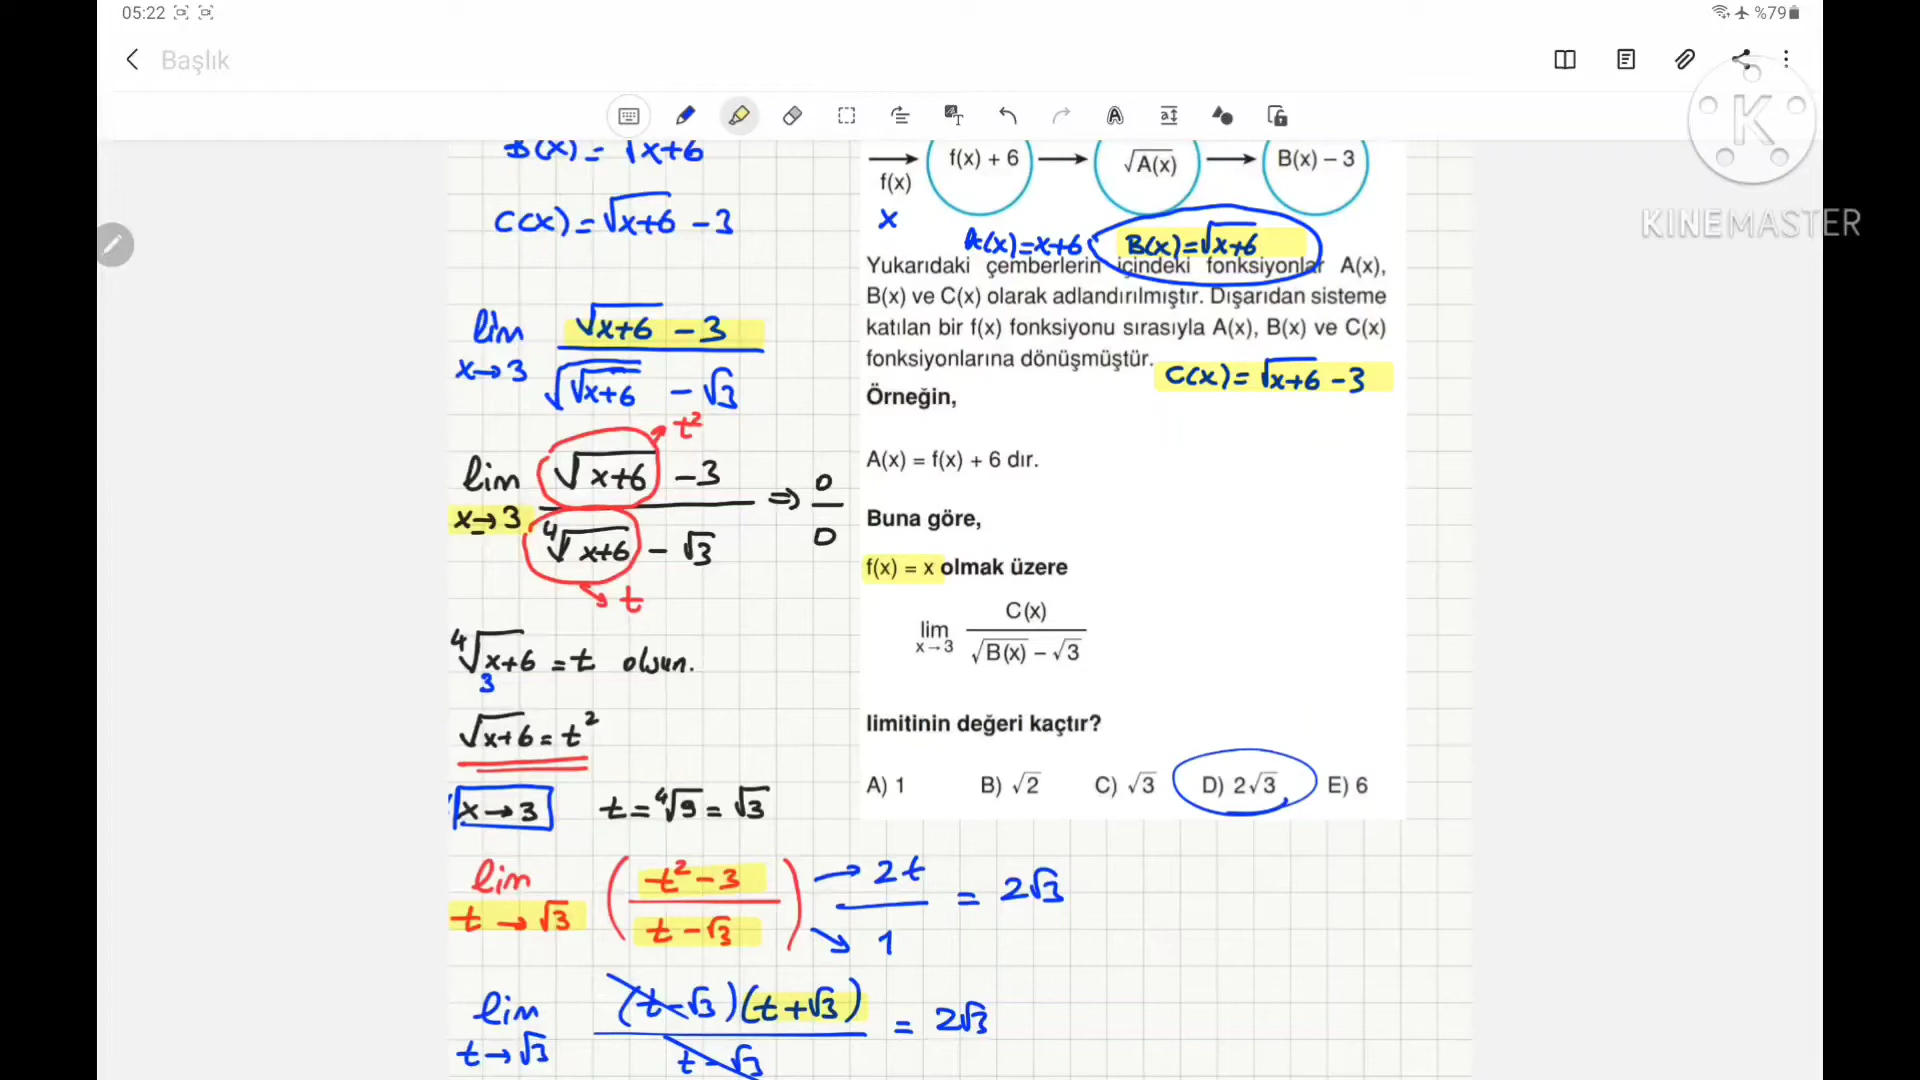 05:22
%79
Başlık
KINEMASTER
B(x) = √x+6
C(x) = √x+6 - 3
lim x→3 √x+6 - 3 / √√x+6 - √3
t²
lim x→3 √x+6 - 3 / ⁴√x+6 - √3 ⇒ 0/0
t
⁴√x+6 = t olsun.
3
√x+6 = t²
x→3 t = ⁴√9 = √3
lim t→√3 (t² - 3 / t - √3) → 2t / 1 = 2√3
lim t→√3 (t-√3)(t+√3) / t-√3 = 2√3
f(x)
f(x) + 6
√A(x)
B(x) – 3
x
A(x)=x+6
B(x)=√x+6
Yukarıdaki çemberlerin içindeki fonksiyonlar A(x),
B(x) ve C(x) olarak adlandırılmıştır. Dışarıdan sisteme
katılan bir f(x) fonksiyonu sırasıyla A(x), B(x) ve C(x)
fonksiyonlarına dönüşmüştür.
C(x) = √x+6 - 3
Örneğin,
A(x) = f(x) + 6 dır.
Buna göre,
f(x) = x olmak üzere
lim x→3 C(x) / √B(x) – √3
limitinin değeri kaçtır?
A) 1 B) √2 C) √3 D) 2√3 E) 6